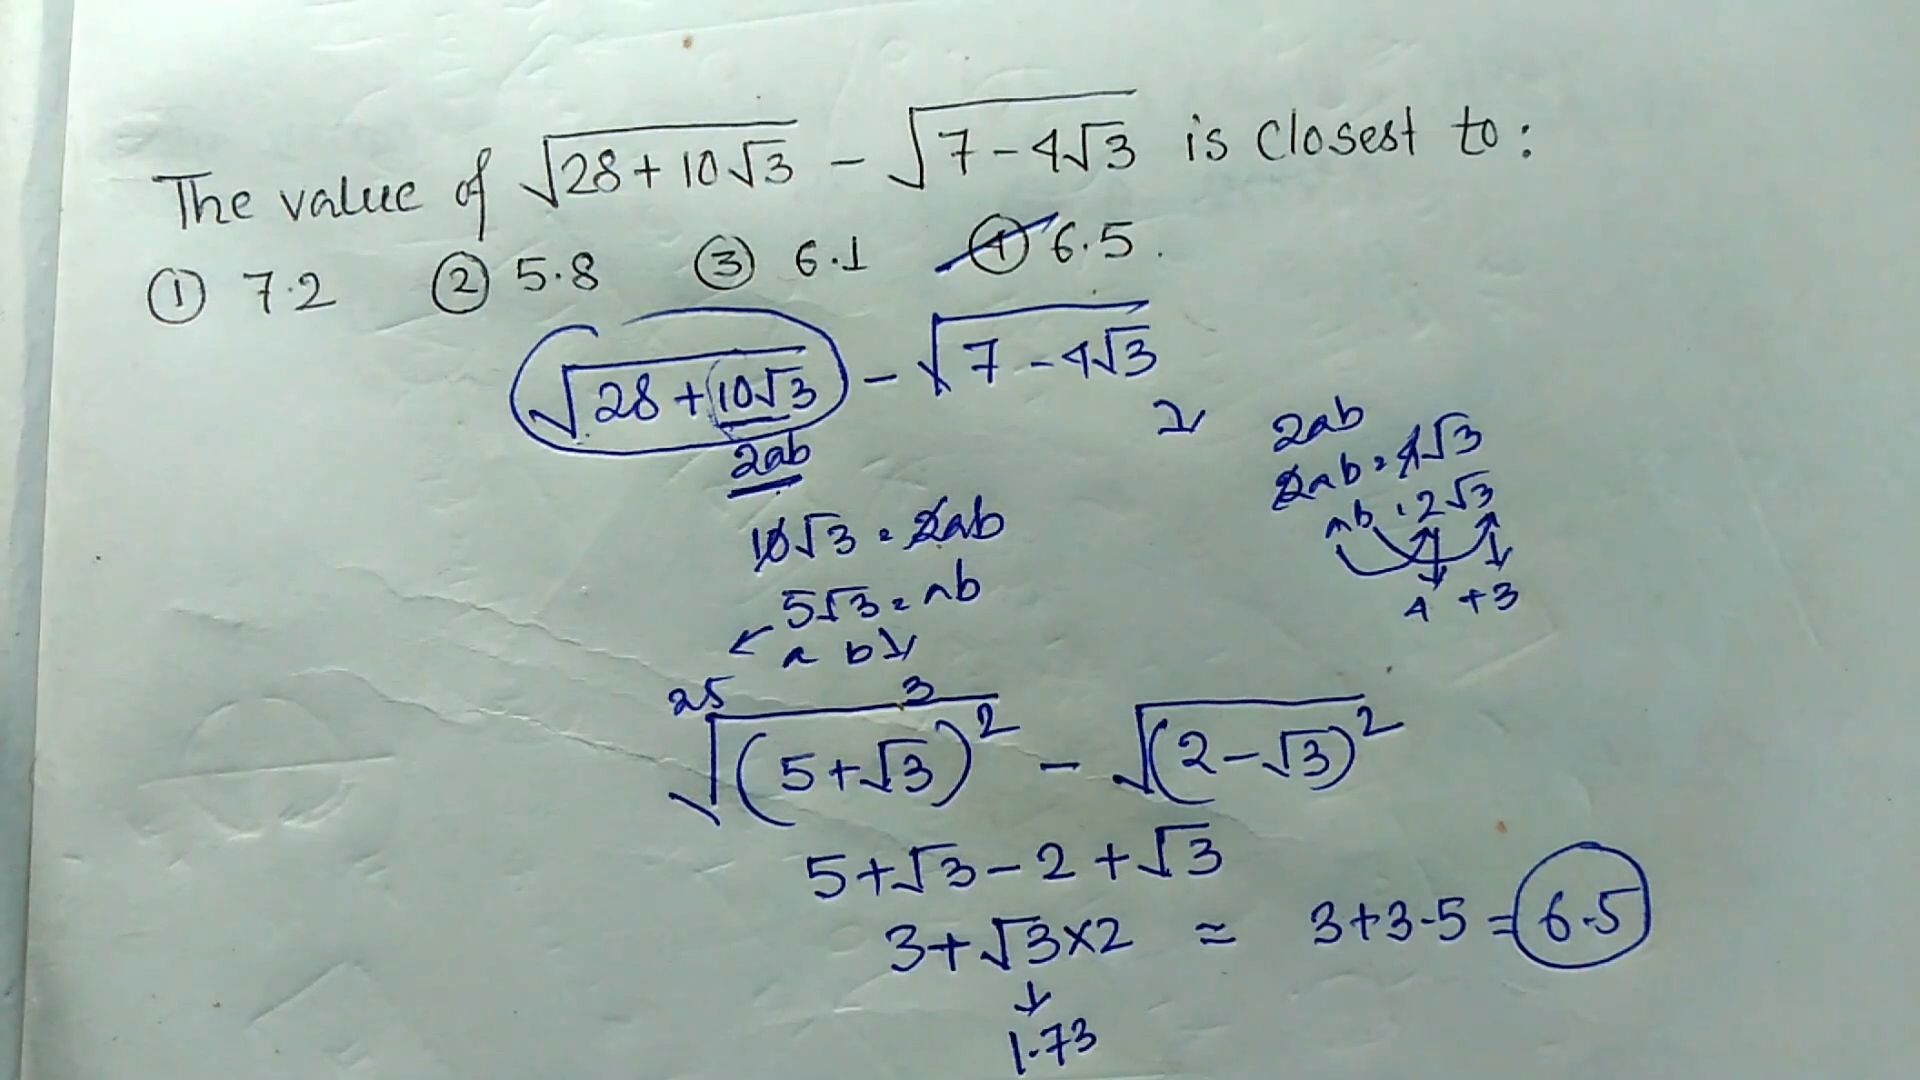 The value of √(28+10√3) − √(7−4√3) is closest to:
① 7.2 ② 5.8 ③ 6.1 ④ 6.5.
√(28+10√3) − √(7−4√3)
2ab
10√3 = 2ab
5√3 = ab
a b
25 3
2ab
2ab = 4√3
ab = 2√3
4 +3
√(5+√3)² − √(2−√3)²
5+√3−2+√3
3+√3×2 ≈ 3+3.5 = 6.5
1.73